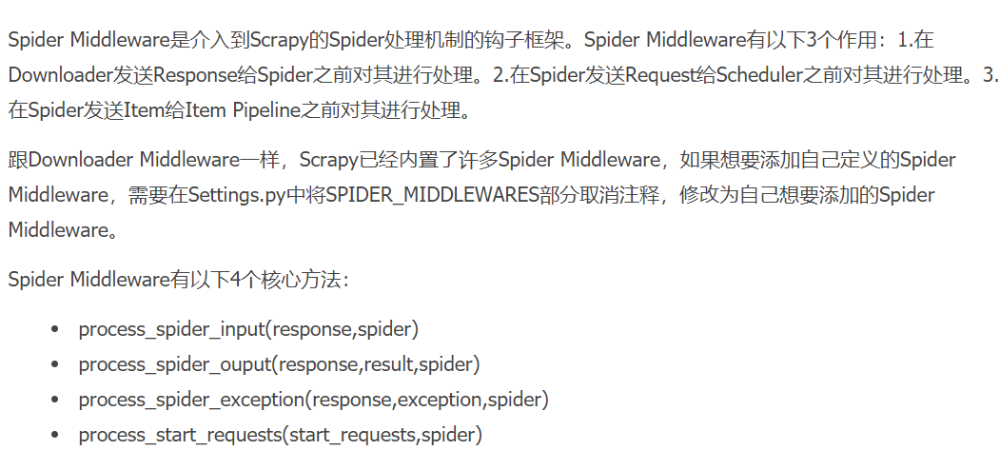 Spider Middleware是介入到Scrapy的Spider处理机制的钩子框架。Spider Middleware有以下3个作用：1.在
Downloader发送Response给Spider之前对其进行处理。2.在Spider发送Request给Scheduler之前对其进行处理。3.
在Spider发送Item给Item Pipeline之前对其进行处理。
跟Downloader Middleware一样，Scrapy已经内置了许多Spider Middleware，如果想要添加自己定义的Spider
Middleware，需要在Settings.py中将SPIDER_MIDDLEWARES部分取消注释，修改为自己想要添加的Spider
Middleware。
Spider Middleware有以下4个核心方法：
• process_spider_input(response,spider)
• process_spider_ouput(response,result,spider)
• process_spider_exception(response,exception,spider)
• process_start_requests(start_requests,spider)